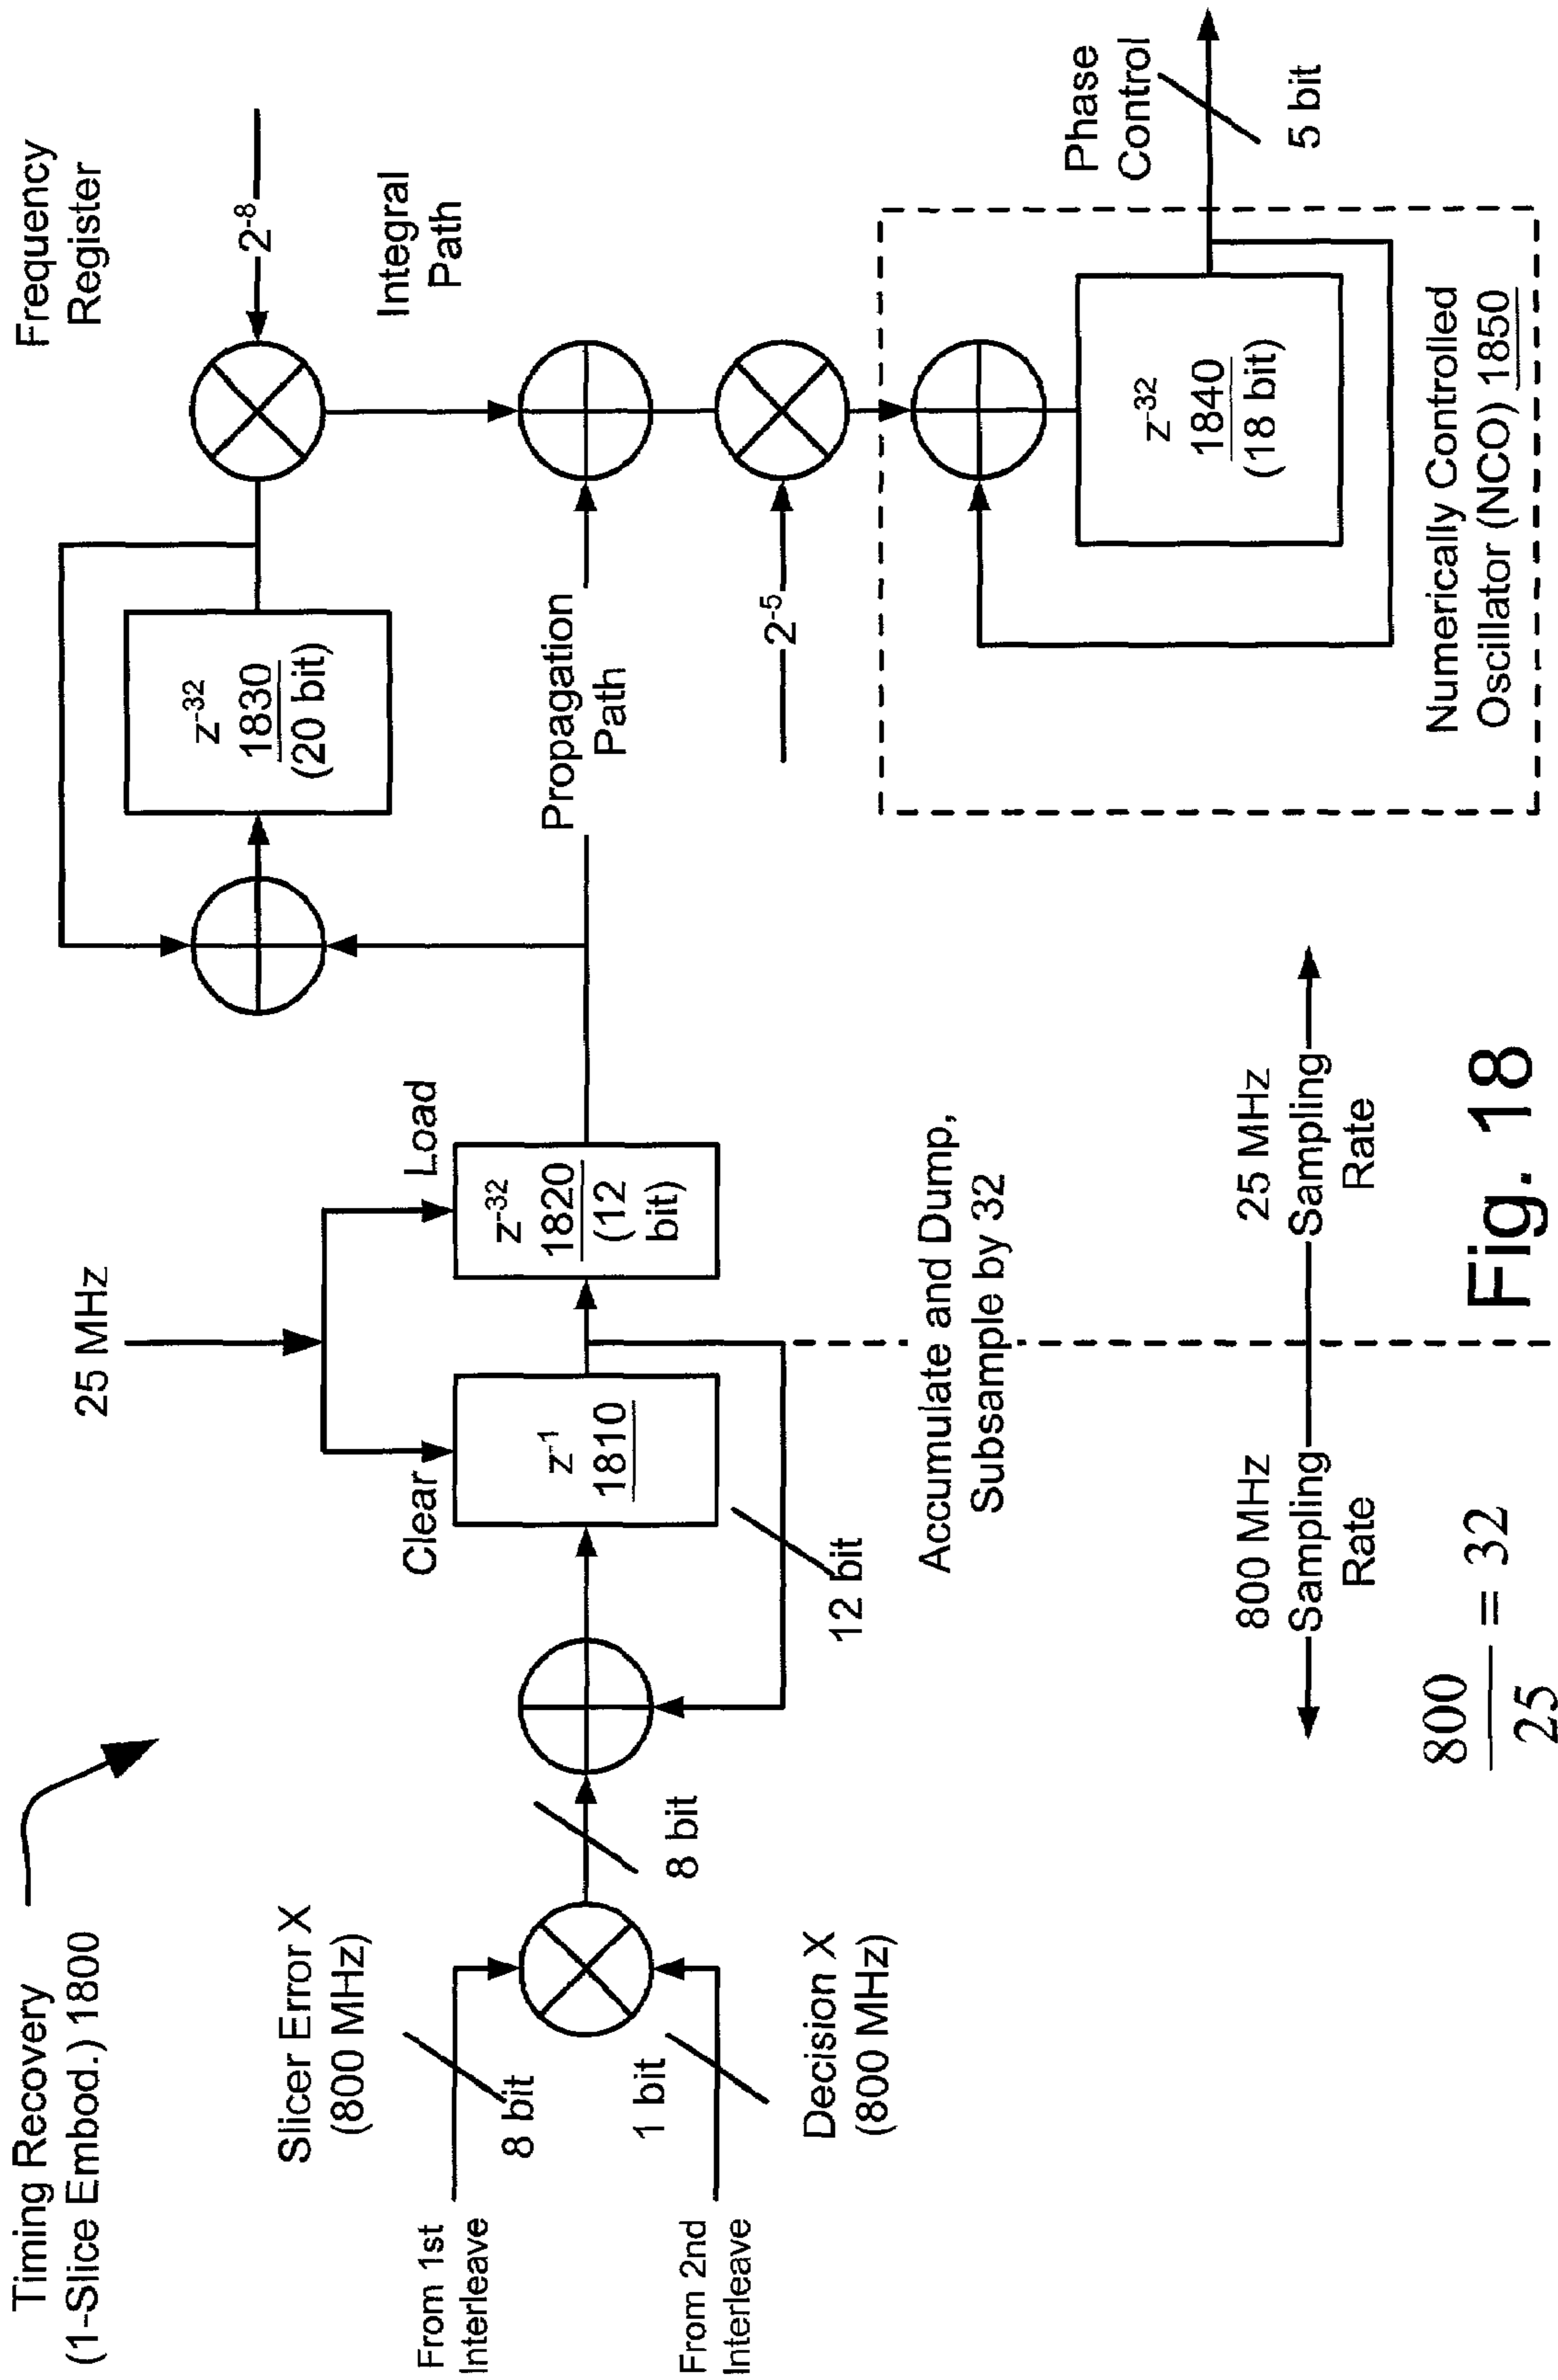 Timing Recovery
(1-Slice Embod.) 1800
From 1st
Interleave
8 bit
Slicer Error X
(800 MHz)
From 2nd
Interleave
1 bit
Decision X
(800 MHz)
8 bit
12 bit
25 MHz
Clear
z⁻¹
1810
Load
z⁻³²
1820
(12
bit)
Accumulate and Dump,
Subsample by 32
z⁻³²
1830
(20 bit)
Frequency
Register
2⁻⁸
Integral
Path
Propagation
Path
2⁻⁵
z⁻³²
1840
(18 bit)
Numerically Controlled
Oscillator (NCO) 1850
Phase
Control
5 bit
800 MHz
Sampling
Rate
25 MHz
Sampling
Rate
800
25
= 32
Fig. 18